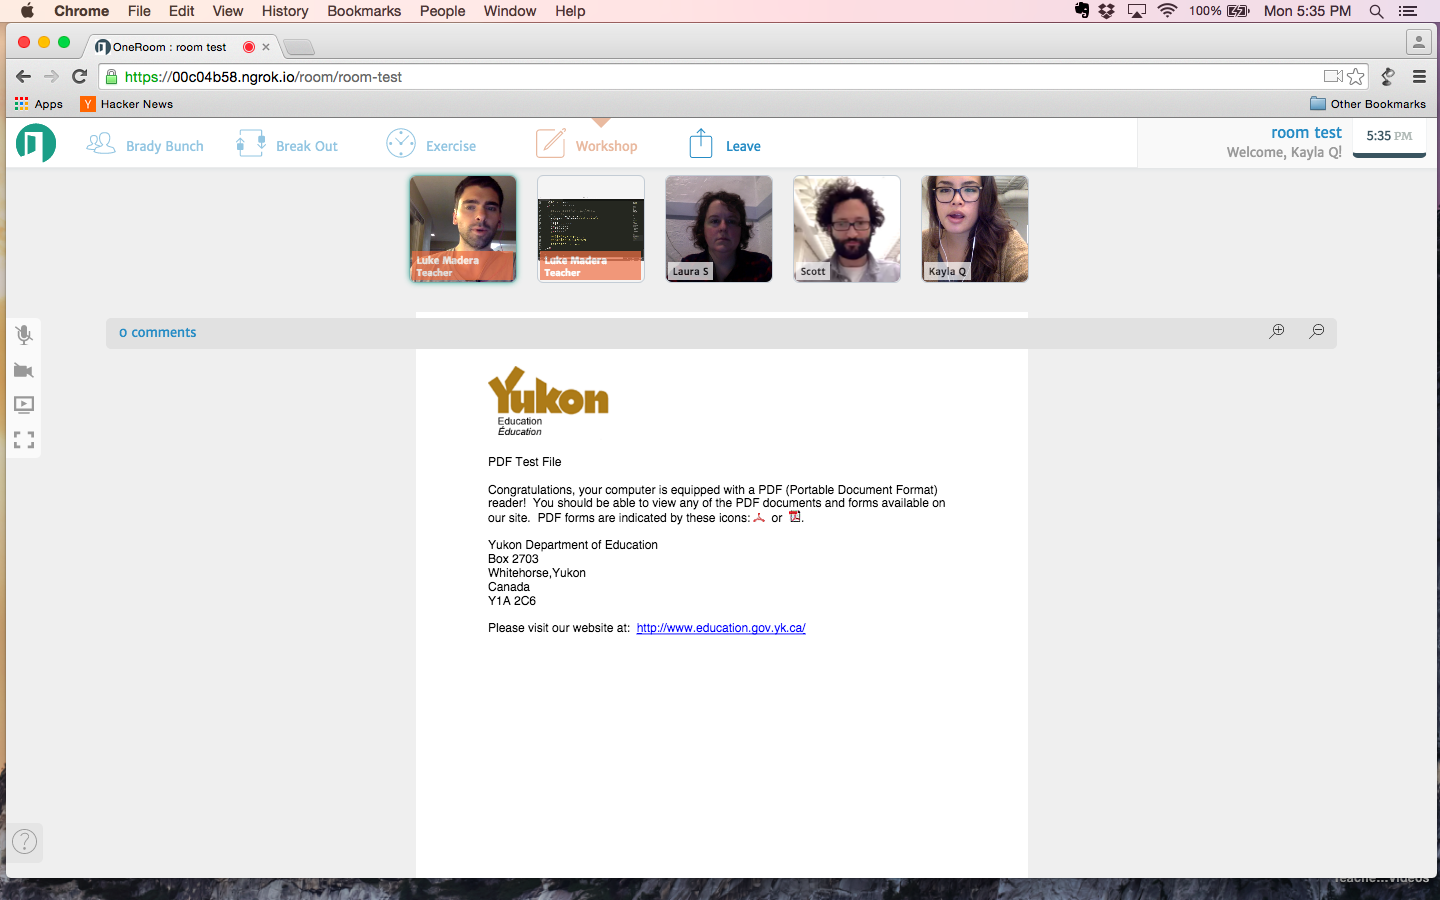 Chrome File Edit View History Bookmarks People Window Help 100% Mon 5:35 PM
OneRoom : room test
https://00c04b58.ngrok.io/room/room-test
Apps Y Hacker News Other Bookmarks
Brady Bunch Break Out Exercise Workshop Leave
room test
Welcome, Kayla Q!
5:35 PM
Luke Madera
Teacher
Luke Madera
Teacher
Laura S
Scott
Kayla Q
0 comments
Yukon
Education
Éducation
PDF Test File
Congratulations, your computer is equipped with a PDF (Portable Document Format)
reader!  You should be able to view any of the PDF documents and forms available on
our site.  PDF forms are indicated by these icons: or .
Yukon Department of Education
Box 2703
Whitehorse,Yukon
Canada
Y1A 2C6
Please visit our website at:  http://www.education.gov.yk.ca/
?